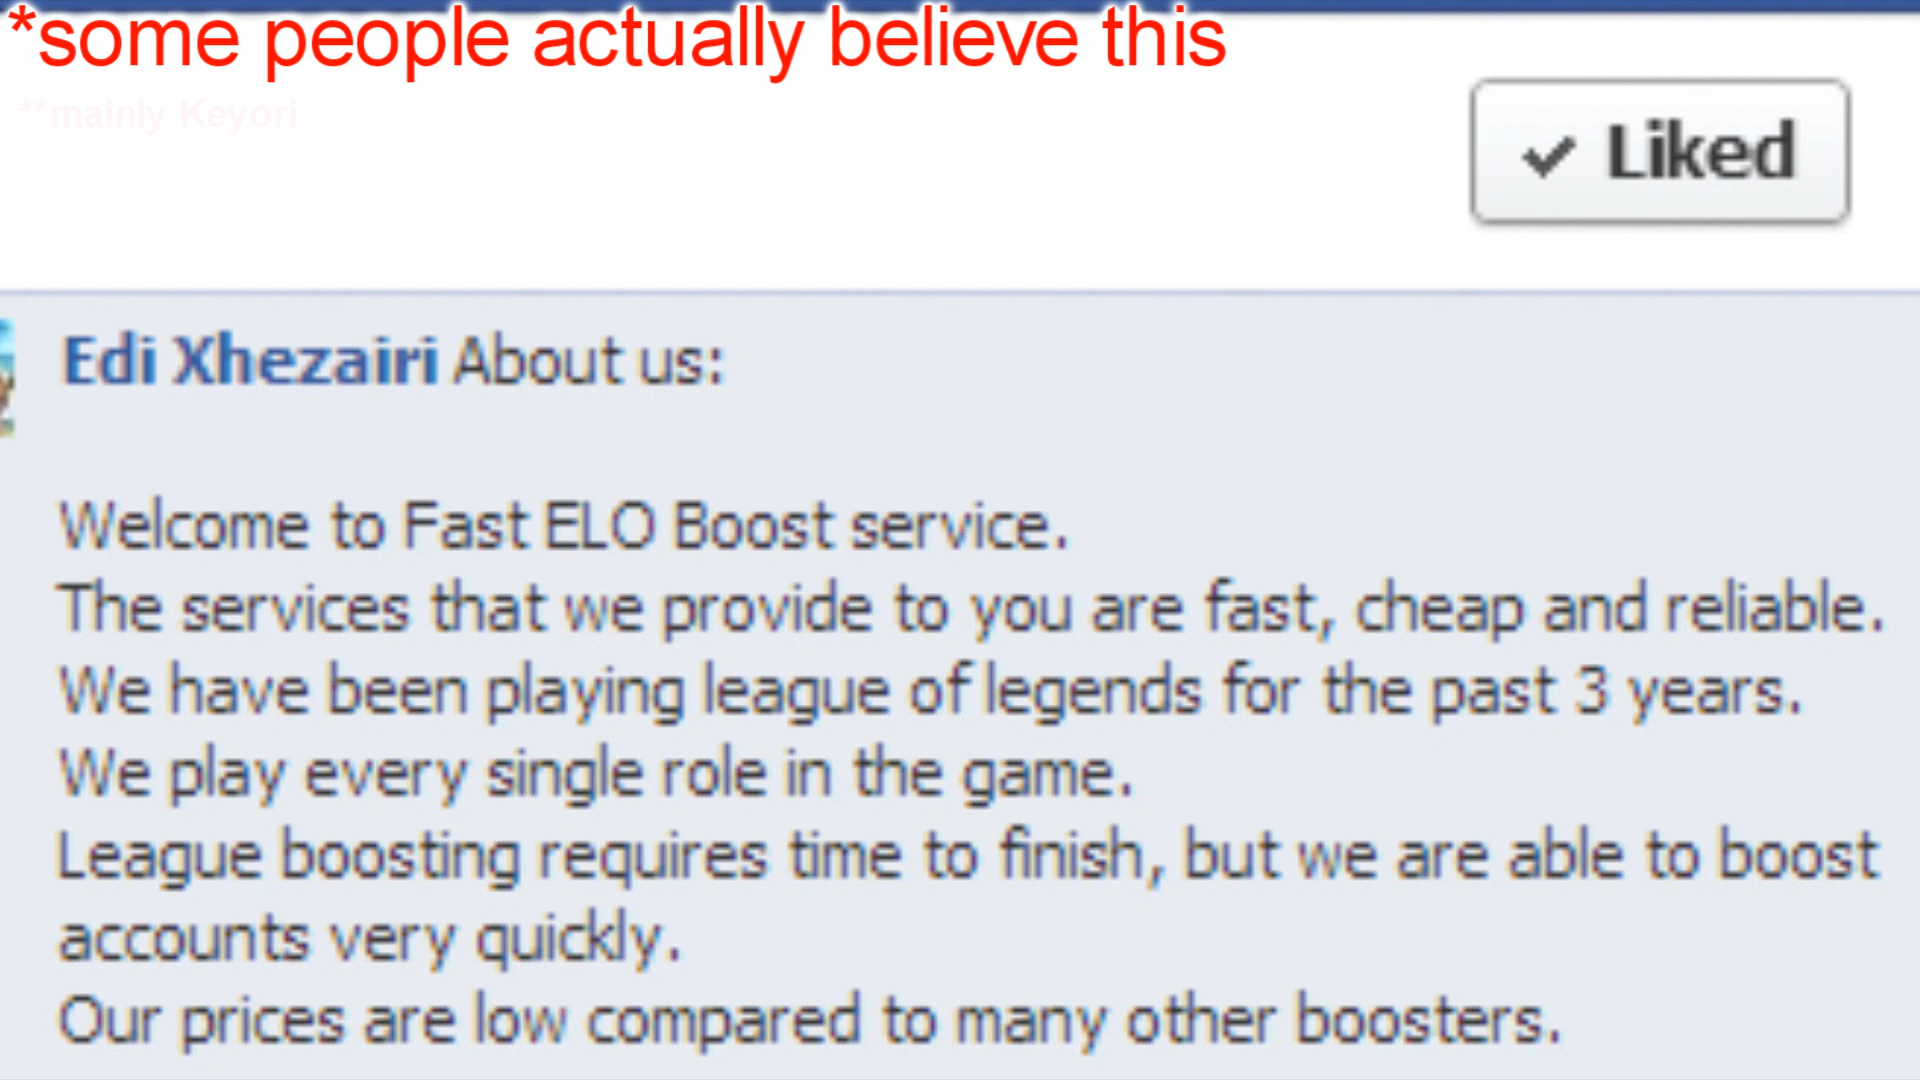 *some people actually believe this
**mainly Keyori
Liked
Edi Xhezairi About us:
Welcome to Fast ELO Boost service.
The services that we provide to you are fast, cheap and reliable.
We have been playing league of legends for the past 3 years.
We play every single role in the game.
League boosting requires time to finish, but we are able to boost
accounts very quickly.
Our prices are low compared to many other boosters.